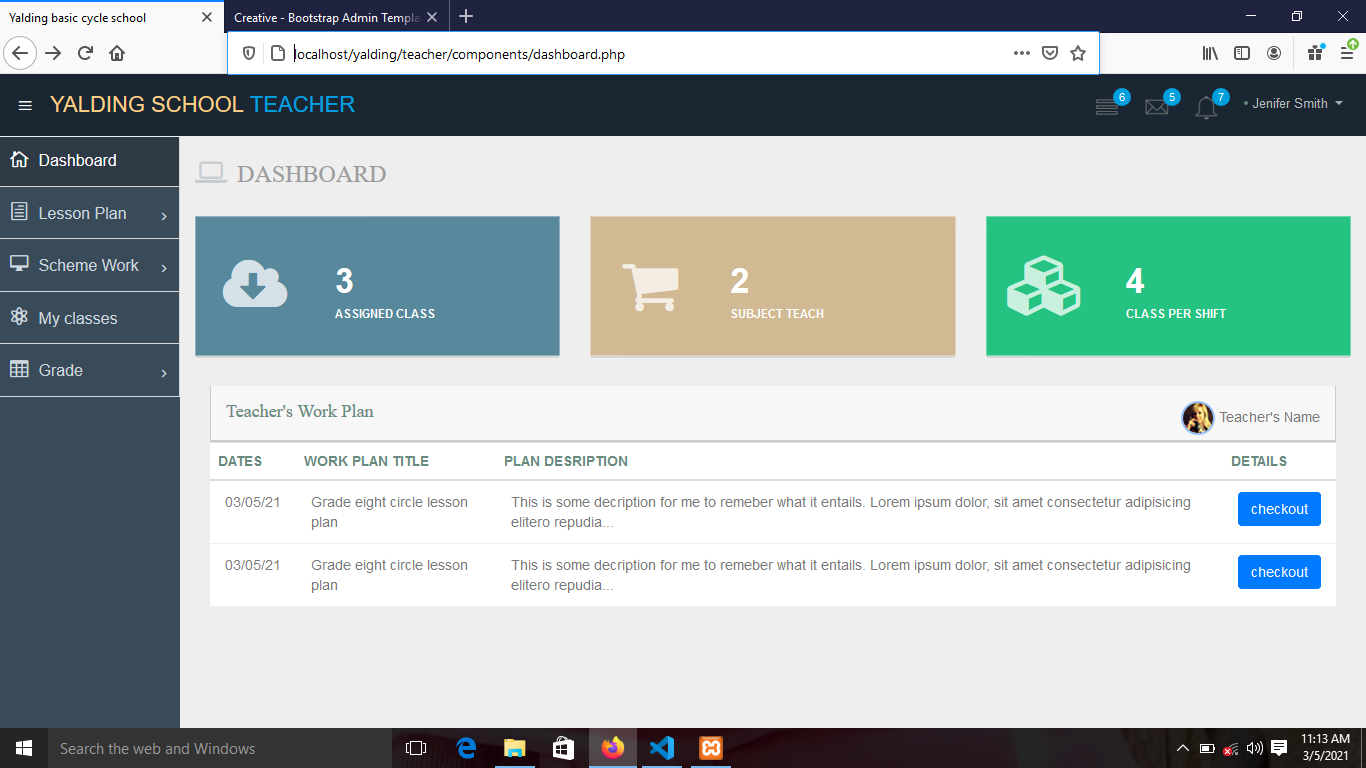 Yalding basic cycle school
Creative - Bootstrap Admin Templa
localhost/yalding/teacher/components/dashboard.php
YALDING SCHOOL TEACHER
6
5
7
Jenifer Smith
Dashboard
Lesson Plan
Scheme Work
My classes
Grade
DASHBOARD
3
ASSIGNED CLASS
2
SUBJECT TEACH
4
CLASS PER SHIFT
Teacher's Work Plan
Teacher's Name
DATES WORK PLAN TITLE PLAN DESRIPTION DETAILS
03/05/21 Grade eight circle lesson plan This is some decription for me to remeber what it entails. Lorem ipsum dolor, sit amet consectetur adipisicing elitero repudia... checkout
03/05/21 Grade eight circle lesson plan This is some decription for me to remeber what it entails. Lorem ipsum dolor, sit amet consectetur adipisicing elitero repudia... checkout
Search the web and Windows
11:13 AM
3/5/2021